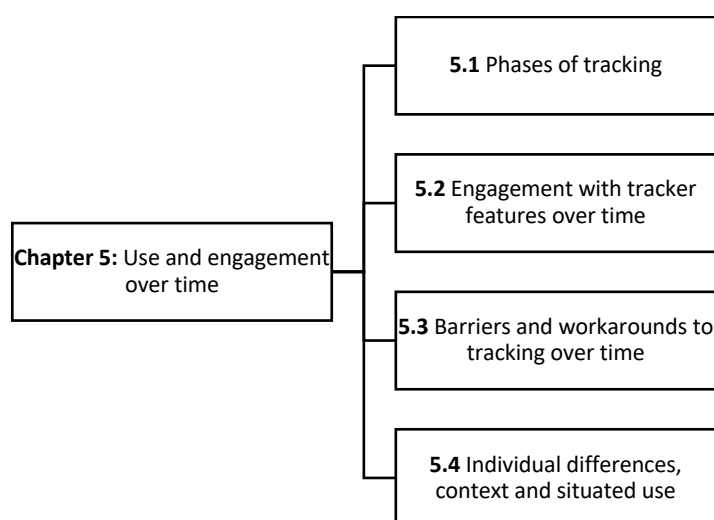 5.1 Phases of tracking
5.2 Engagement with tracker
features over time
Chapter 5: Use and engagement
over time
5.3 Barriers and workarounds to
tracking over time
5.4 Individual differences,
context and situated use